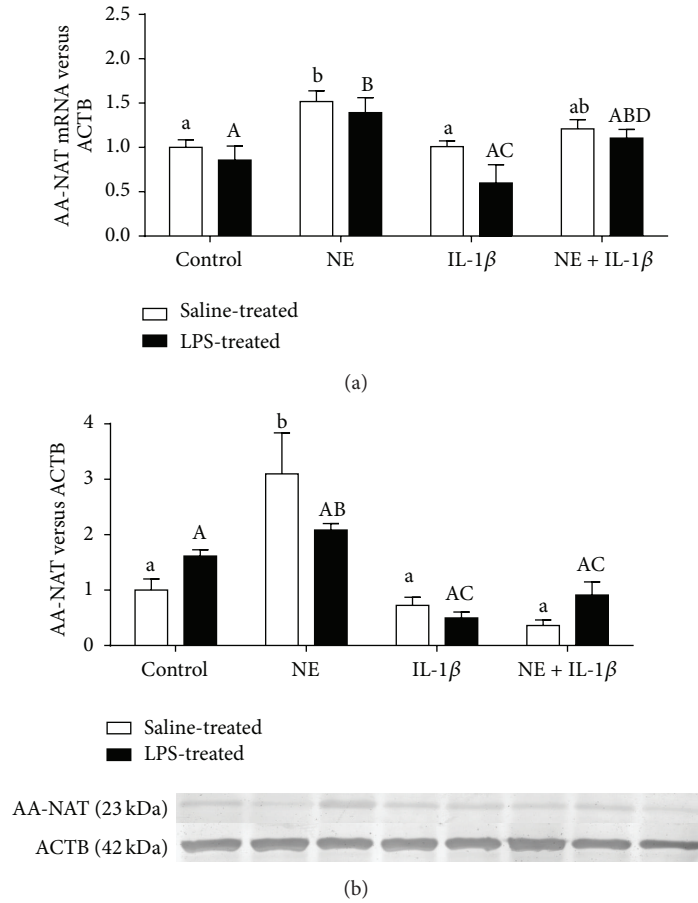 AA-NAT mRNA versus
ACTB
2.5
2.0
1.5
1.0
0.5
0.0
a
A
b
B
a
AC
ab
ABD
Control
NE
IL-1β
NE + IL-1β
Saline-treated
LPS-treated
(a)
AA-NAT versus ACTB
4
3
2
1
0
a
A
b
AB
a
AC
a
AC
Control
NE
IL-1β
NE + IL-1β
Saline-treated
LPS-treated
AA-NAT (23 kDa)
ACTB (42 kDa)
(b)